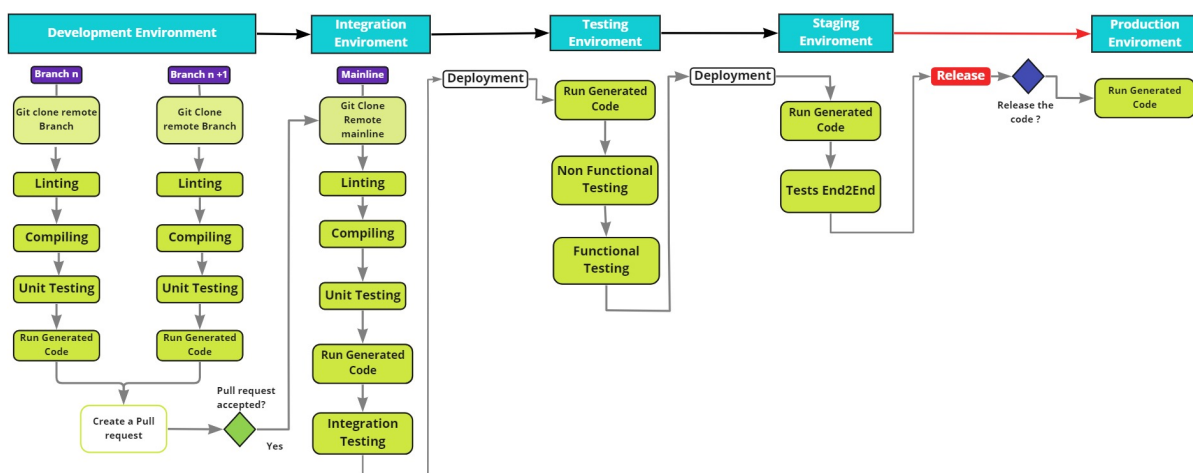 Development Environment
Integration
Enviroment
Testing
Enviroment
Staging
Enviroment
Production
Enviroment
Branch n
Git clone remote
Branch
Linting
Compiling
Unit Testing
Run Generated
Code
Branch n +1
Git Clone
remote Branch
Linting
Compiling
Unit Testing
Run Generated
Code
Create a Pull
request
Pull request
accepted?
Yes
Mainline
Git Clone
Remote
mainline
Linting
Compiling
Unit Testing
Run Generated
Code
Integration
Testing
Deployment
Run Generated
Code
Non Functional
Testing
Functional
Testing
Deployment
Run Generated
Code
Tests End2End
Release
Release the
code ?
Run Generated
Code